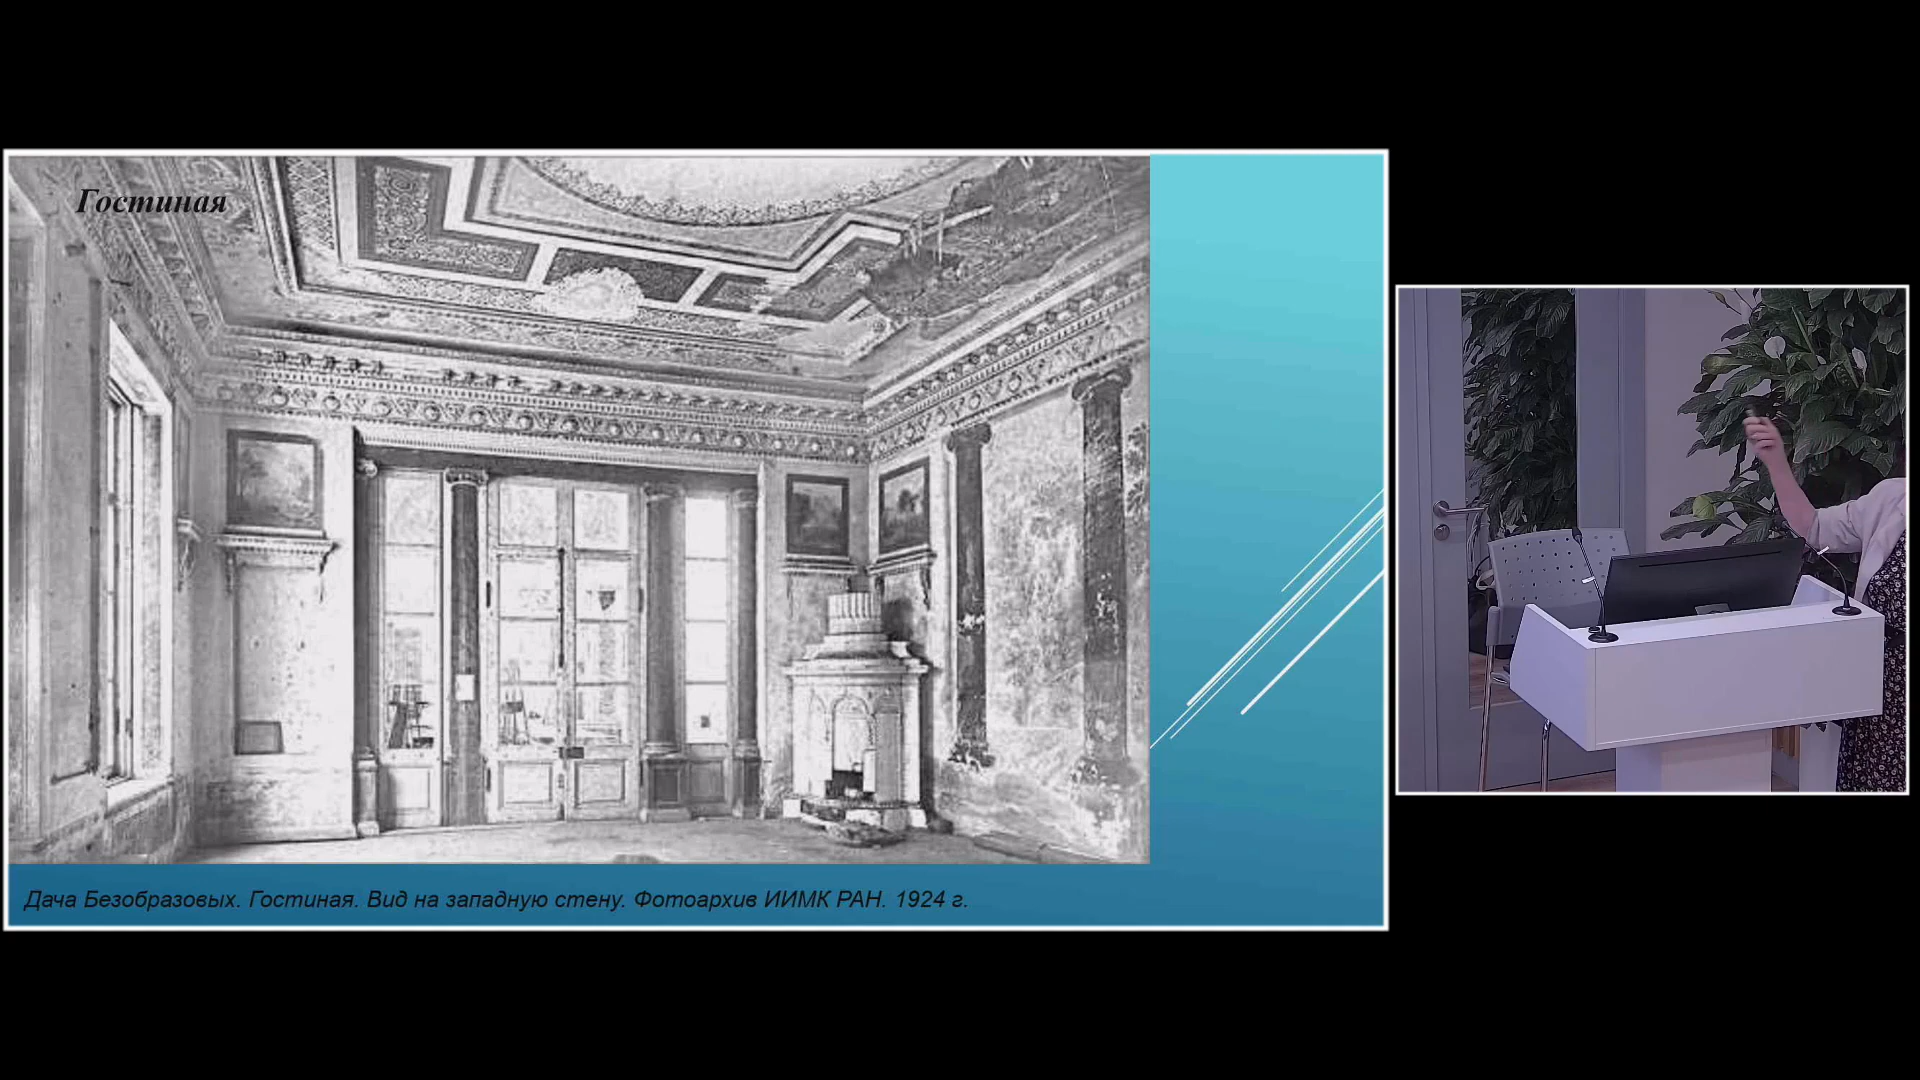 Гостиная
Дача Безобразовых. Гостиная. Вид на западную стену. Фотоархив ИИМК РАН. 1924 г.